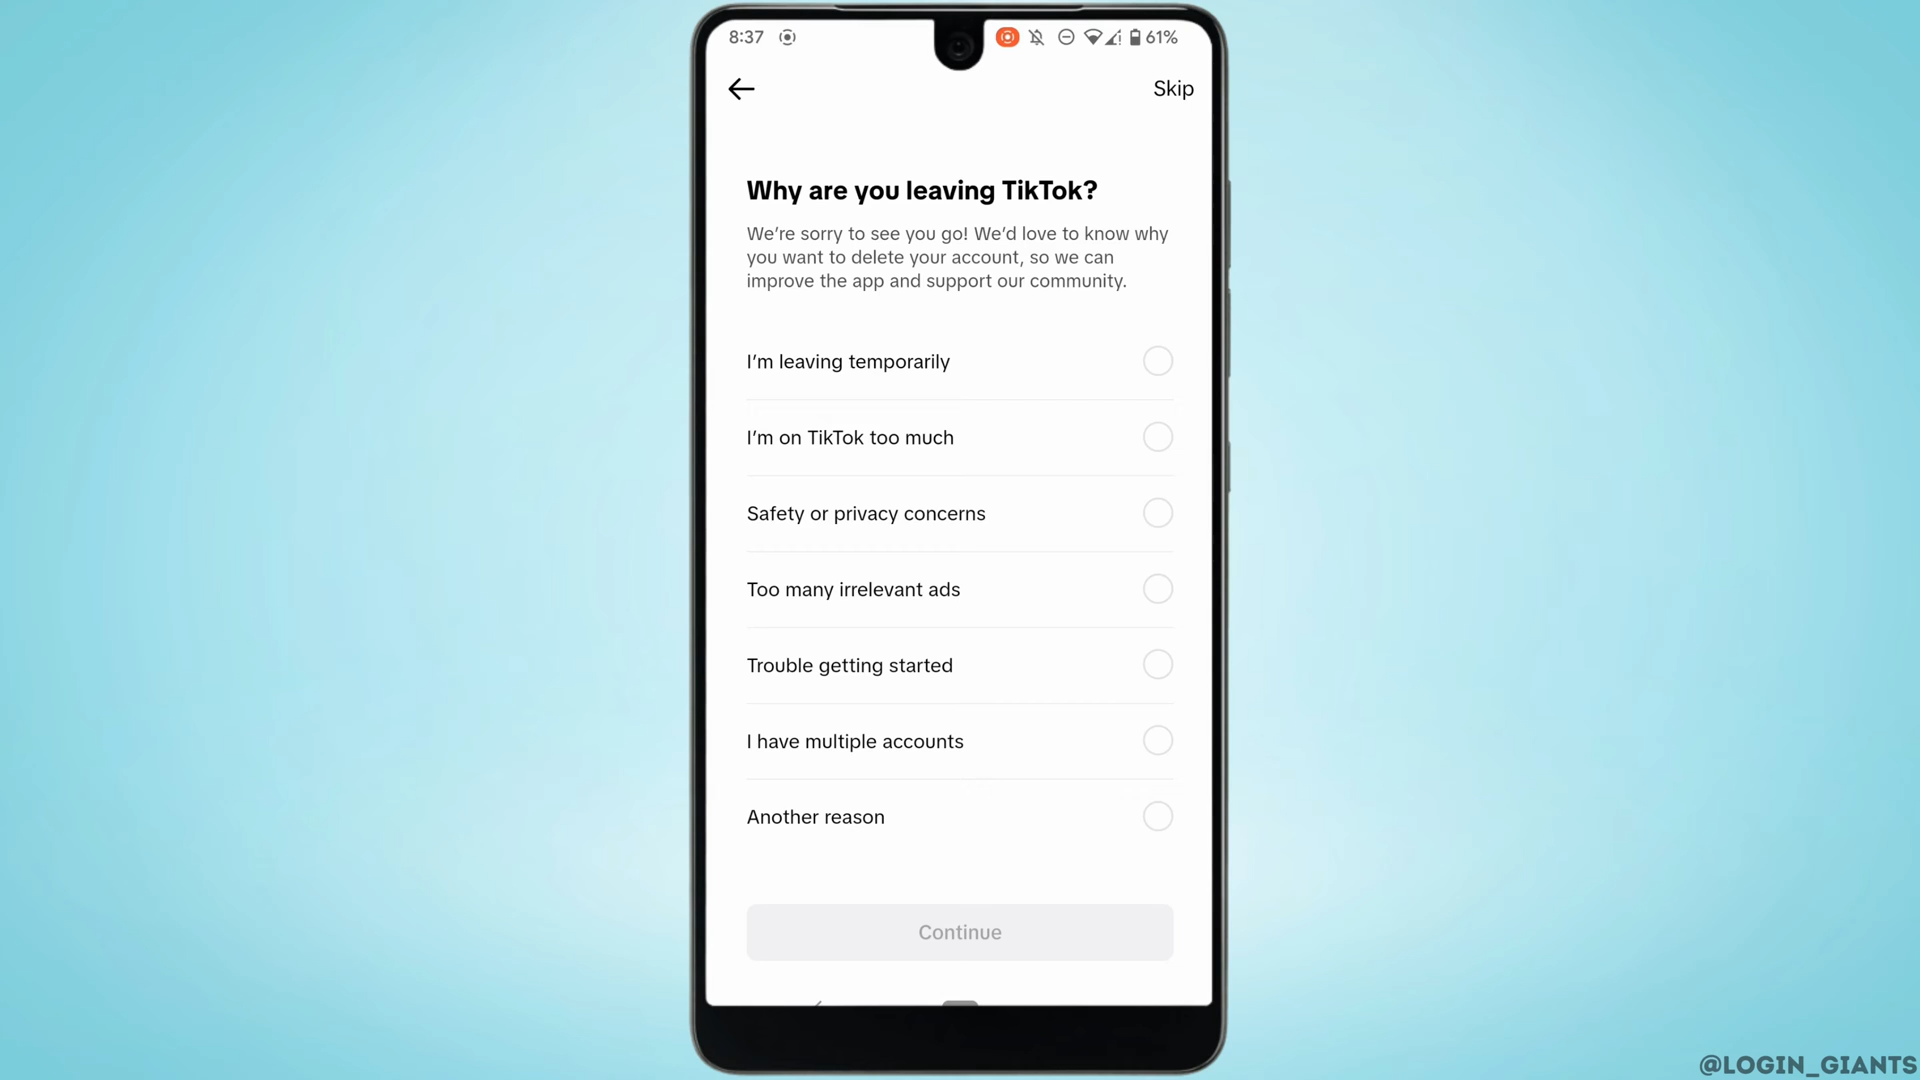 8:37
61%
Skip
Why are you leaving TikTok?
We're sorry to see you go! We'd love to know why
you want to delete your account, so we can
improve the app and support our community.
I'm leaving temporarily
I'm on TikTok too much
Safety or privacy concerns
Too many irrelevant ads
Trouble getting started
I have multiple accounts
Another reason
Continue
@LOGIN_GIANTS